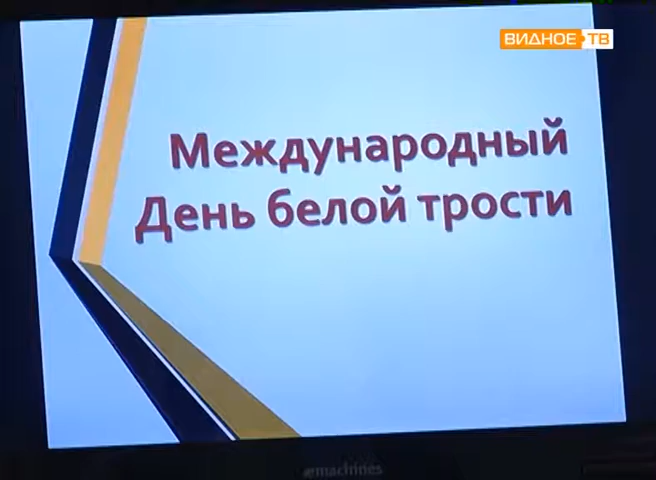 ВИДНОЕ ТВ
Международный
День белой трости
emachines